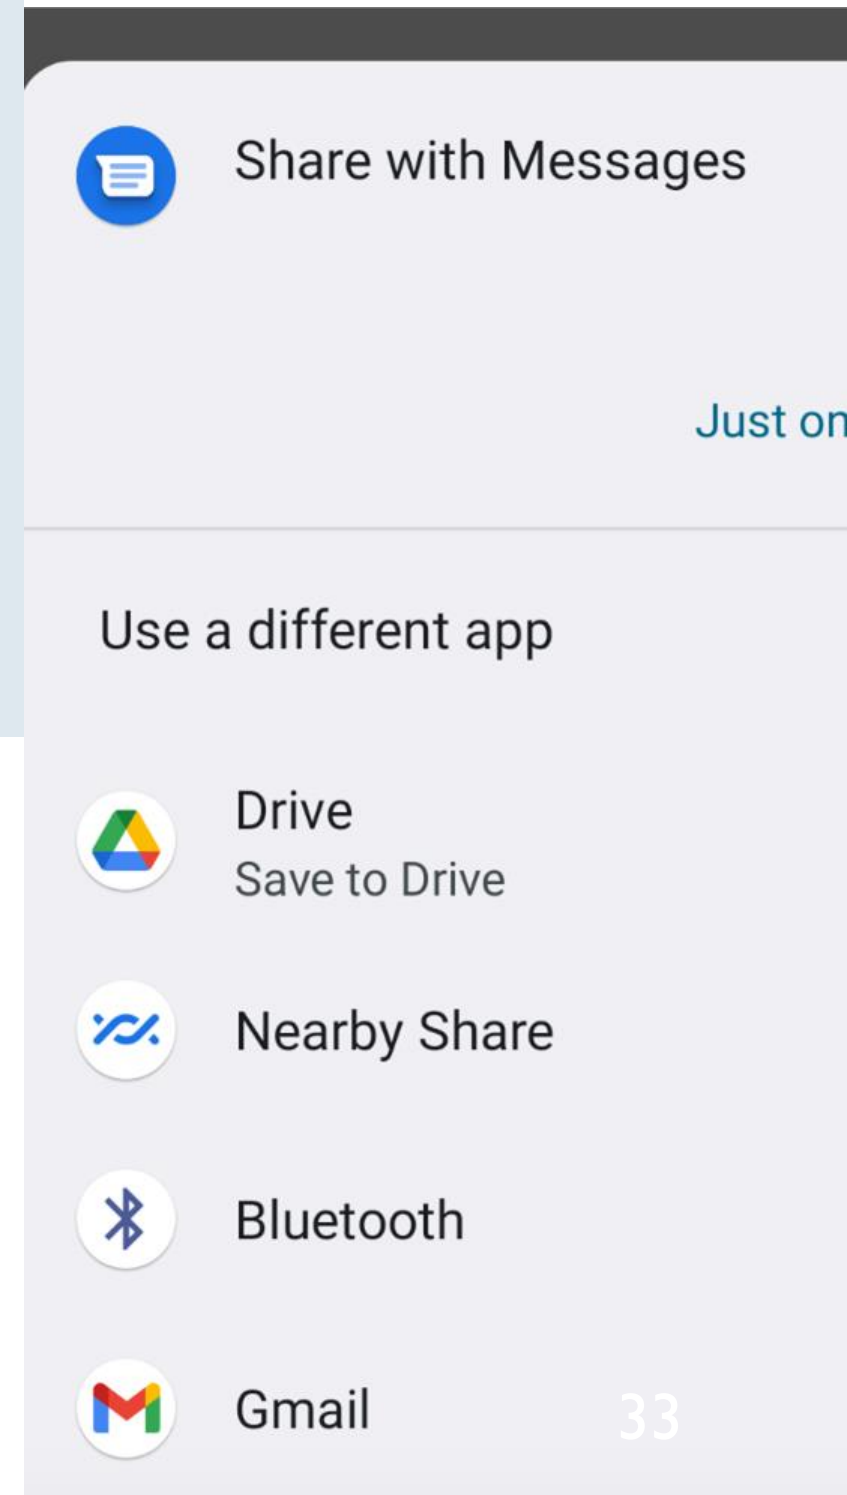 Share with Messages
Just on
Use a different app
Drive
Save to Drive
Nearby Share
Bluetooth
Gmail
33